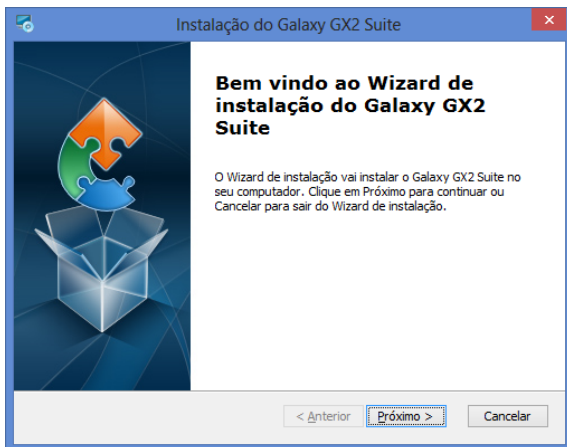 Instalação do Galaxy GX2 Suite
Bem vindo ao Wizard de
instalação do Galaxy GX2
Suite
O Wizard de instalação vai instalar o Galaxy GX2 Suite no
seu computador. Clique em Próximo para continuar ou
Cancelar para sair do Wizard de instalação.
< Anterior Próximo > Cancelar